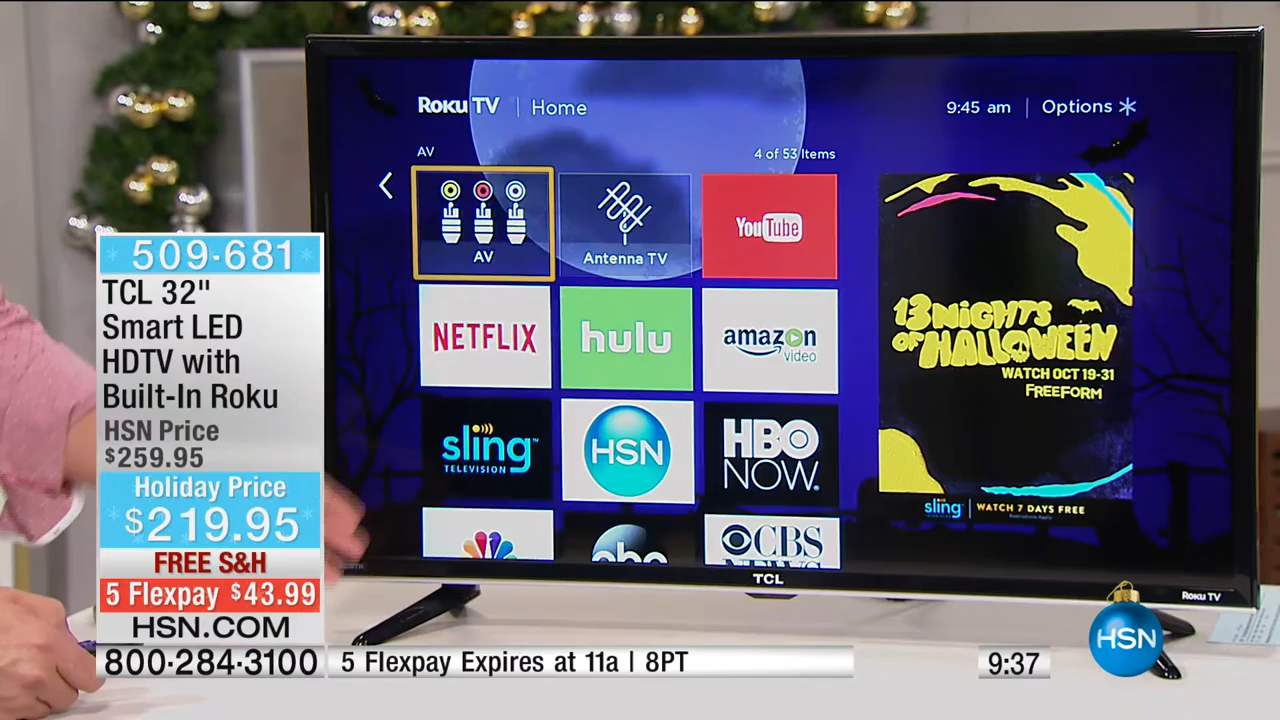 509-681
TCL 32"
Smart LED
HDTV with
Built-In Roku
HSN Price
$259.95
Holiday Price
$219.95
FREE S&H
5 Flexpay $43.99
HSN.COM
800-284-3100
5 Flexpay Expires at 11a | 8PT
9:37
HSN
Roku TV | Home
9:45 am | Options
AV
4 of 53 Items
AV
Antenna TV
YouTube
NETFLIX
hulu
amazon
video
sling
TELEVISION
HSN
HBO
NOW.
abc
CBS
NEWS
13 NIGHTS
OF HALLOWEEN
WATCH OCT 19-31
FREEFORM
sling
WATCH 7 DAYS FREE
TCL
Roku TV